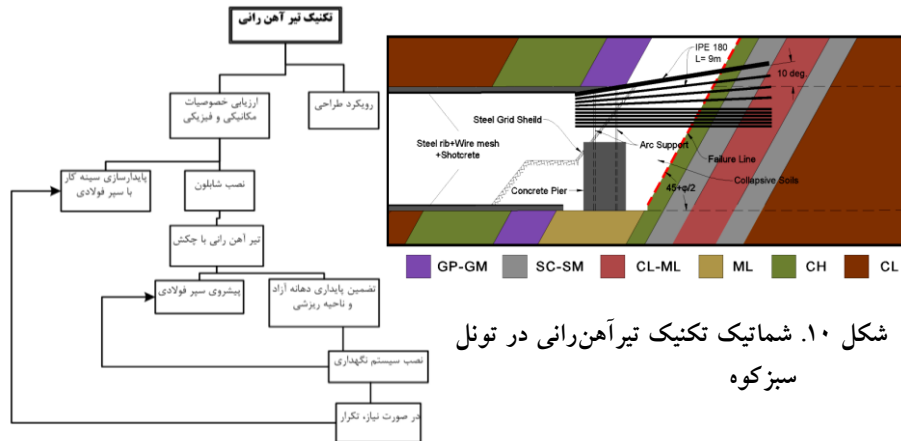 تکنیک تیر آهن رانی
ارزیابی خصوصیات
مکانیکی و فیزیکی
رویکرد طراحی
پایدارسازی سینه کار
با سپر فولادی
نصب شابلون
تیر آهن رانی با چکش
پیشروی سپر فولادی
تضمین پایداری دهانه آزاد
و ناحیه ریزشی
نصب سیستم نگهداری
در صورت نیاز، تکرار
IPE 180
L= 9m
10 deg.
Steel Grid Sheild
Steel rib+Wire mesh
+Shotcrete
Arc Support
Failure Line
Collapsive Soils
Concrete Pier
45+φ/2
GP-GM
SC-SM
CL-ML
ML
CH
CL
شکل ۱۰. شماتیک تکنیک تیرآهن‌رانی در تونل
سبزکوه